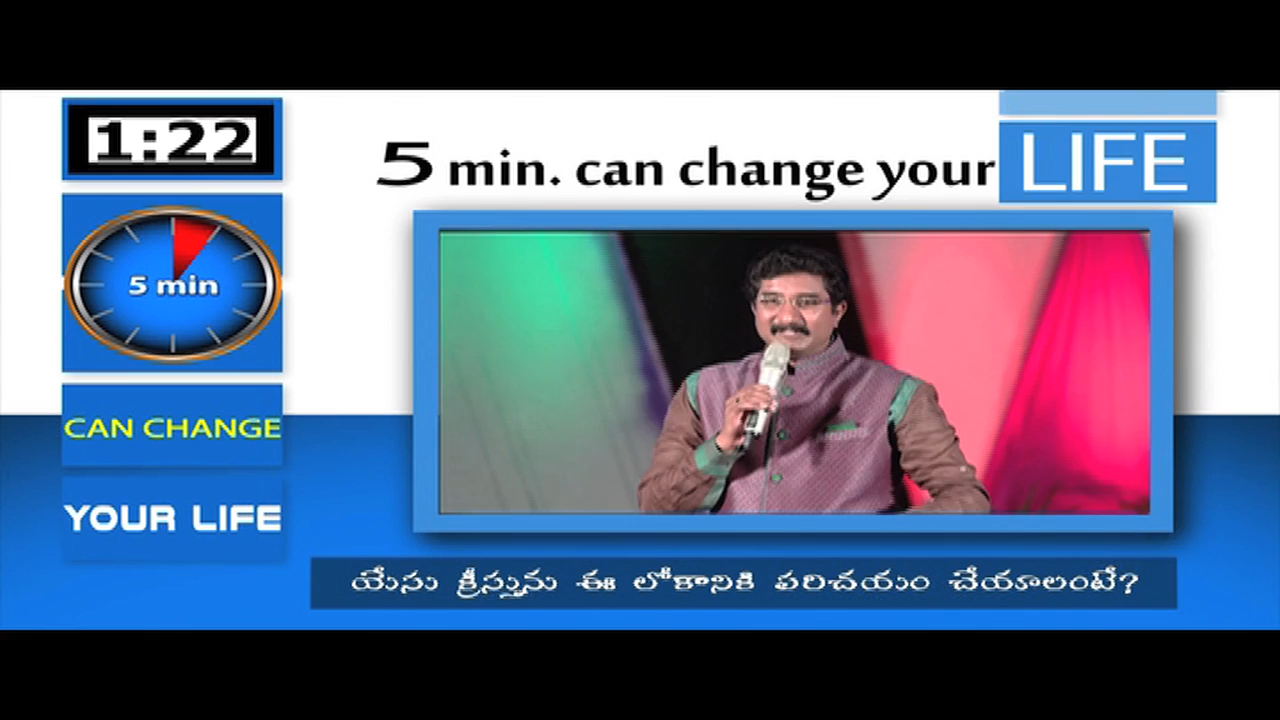 1:22
5 min. can change your LIFE
5 min
CAN CHANGE
YOUR LIFE
యేసు క్రీస్తును ఈ లోకానికి పరిచయం చేయాలంటే?